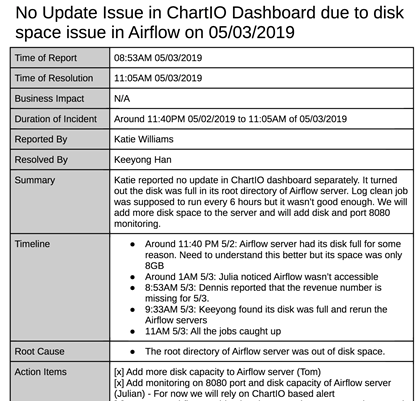 No Update Issue in ChartIO Dashboard due to disk
space issue in Airflow on 05/03/2019
Time of Report 08:53AM 05/03/2019
Time of Resolution 11:05AM 05/03/2019
Business Impact N/A
Duration of Incident Around 11:40PM 05/02/2019 to 11:05AM of 05/03/2019
Reported By Katie Williams
Resolved By Keeyong Han
Summary Katie reported no update in ChartIO dashboard separately. It turned
out the disk was full in its root directory of Airflow server. Log clean job
was supposed to run every 6 hours but it wasn't good enough. We will
add more disk space to the server and will add disk and port 8080
monitoring.
Timeline ● Around 11:40 PM 5/2: Airflow server had its disk full for some
reason. Need to understand this better but its space was only
8GB
● Around 1AM 5/3: Julia noticed Airflow wasn't accessible
● 8:53AM 5/3: Dennis reported that the revenue number is
missing for 5/3.
● 9:33AM 5/3: Keeyong found its disk was full and rerun the
Airflow servers
● 11AM 5/3: All the jobs caught up
Root Cause ● The root directory of Airflow server was out of disk space.
Action Items [x] Add more disk capacity to Airflow server (Tom)
[x] Add monitoring on 8080 port and disk capacity of Airflow server
(Julian) - For now we will rely on ChartIO based alert